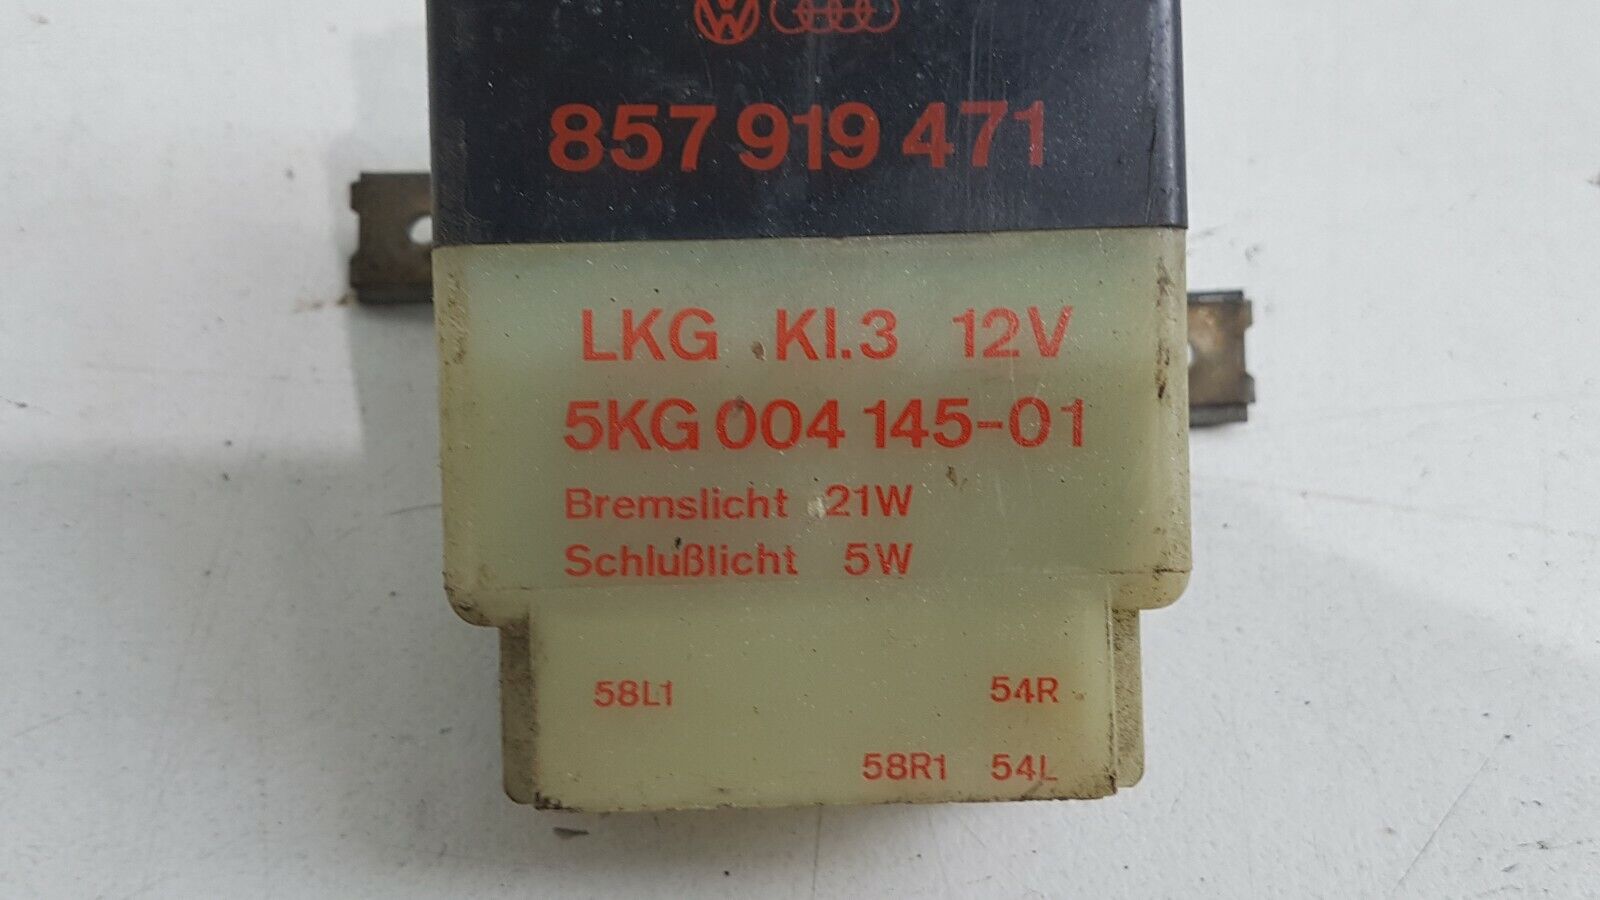 857 919 471
LKG Kl.3 12V
5KG 004 145-01
Bremslicht 21W
Schlußlicht 5W
58L1 54R
58R1 54L